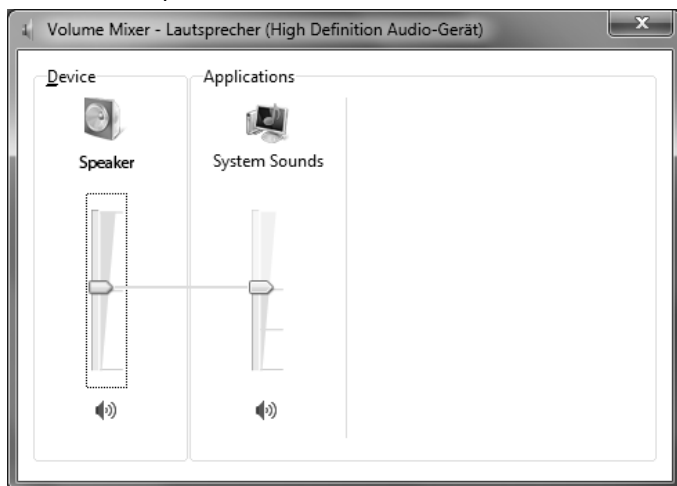 Volume Mixer - Lautsprecher (High Definition Audio-Gerät)
Device
Applications
Speaker
System Sounds